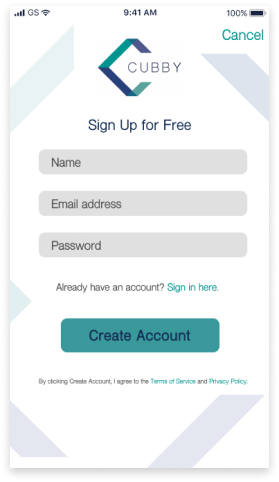 GS 9:41 AM 100%
Cancel
CUBBY
Sign Up for Free
Name
Email address
Password
Already have an account? Sign in here.
Create Account
By clicking Create Account, I agree to the Terms of Service and Privacy Policy.